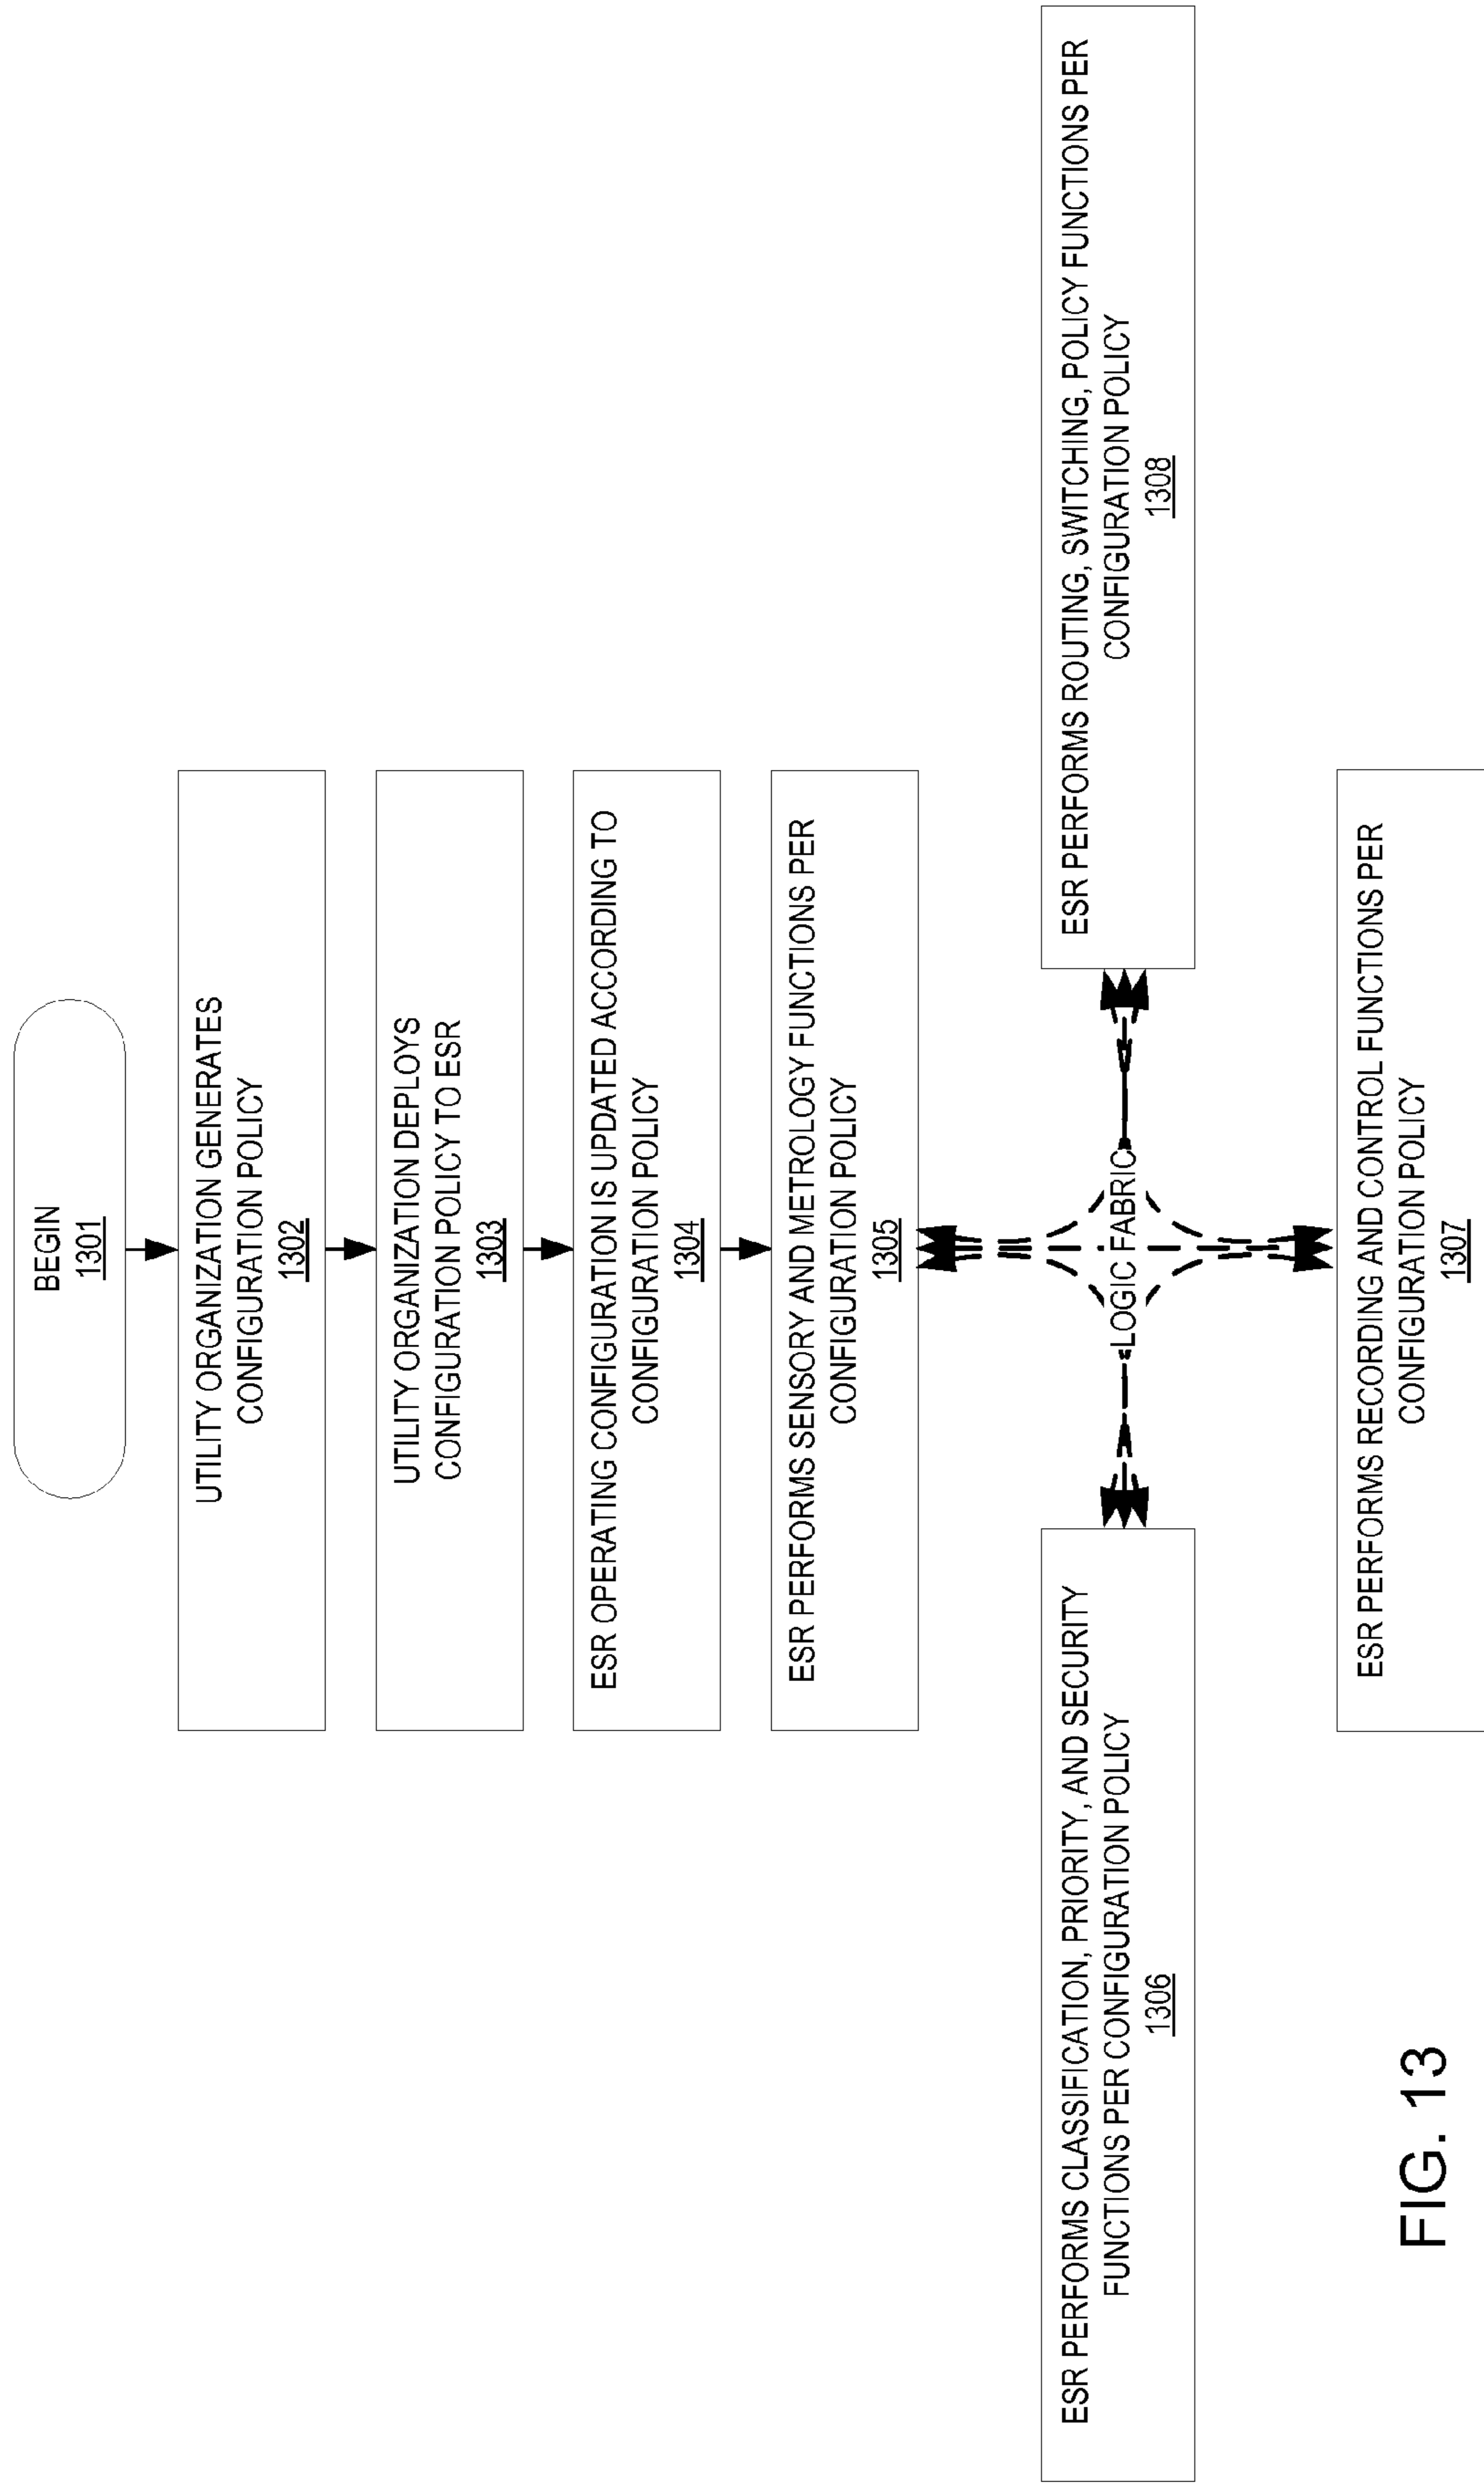 BEGIN
1301
UTILITY ORGANIZATION GENERATES
CONFIGURATION POLICY
1302
UTILITY ORGANIZATION DEPLOYS
CONFIGURATION POLICY TO ESR
1303
ESR OPERATING CONFIGURATION IS UPDATED ACCORDING TO
CONFIGURATION POLICY
1304
ESR PERFORMS SENSORY AND METROLOGY FUNCTIONS PER
CONFIGURATION POLICY
1305
ESR PERFORMS CLASSIFICATION, PRIORITY, AND SECURITY
FUNCTIONS PER CONFIGURATION POLICY
1306
LOGIC FABRIC
ESR PERFORMS ROUTING, SWITCHING, POLICY FUNCTIONS PER
CONFIGURATION POLICY
1308
ESR PERFORMS RECORDING AND CONTROL FUNCTIONS PER
CONFIGURATION POLICY
1307
FIG. 13